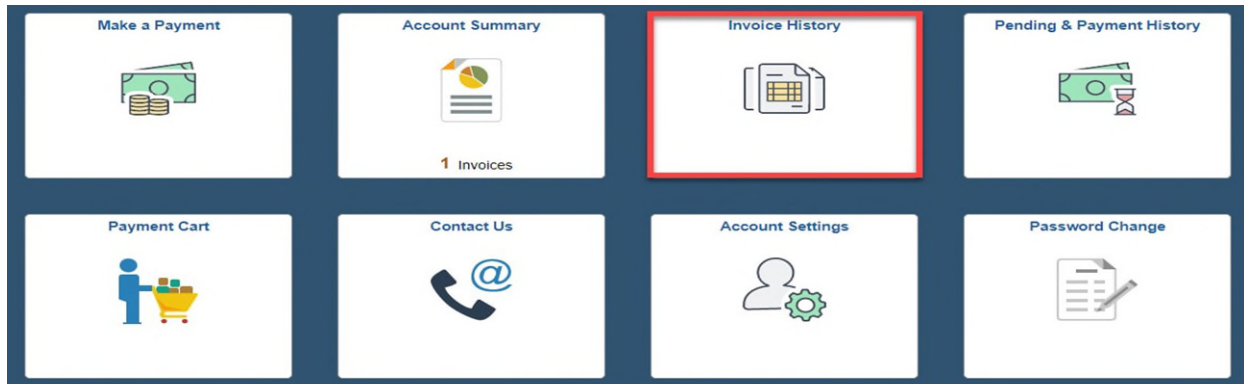 Make a Payment
Account Summary
Invoice History
Pending & Payment History
1 Invoices
Payment Cart
Contact Us
Account Settings
Password Change